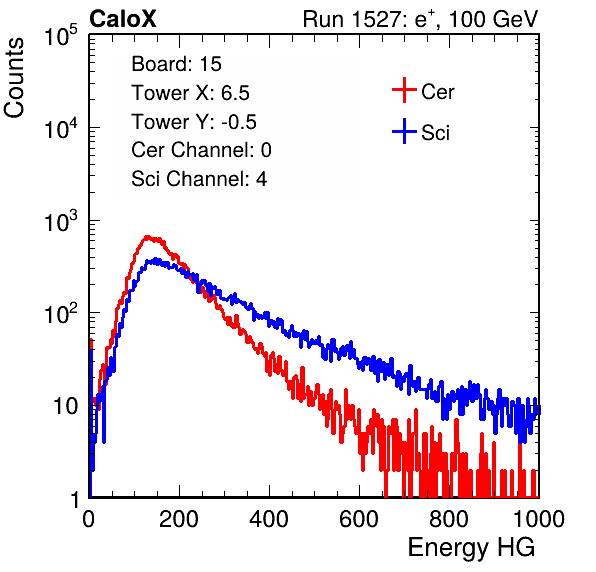 CaloX Run 1527: e⁺, 100 GeV
Counts
10⁵
10⁴
10³
10²
10
1
Board: 15
Tower X: 6.5
Tower Y: -0.5
Cer Channel: 0
Sci Channel: 4
Cer
Sci
0 200 400 600 800 1000
Energy HG